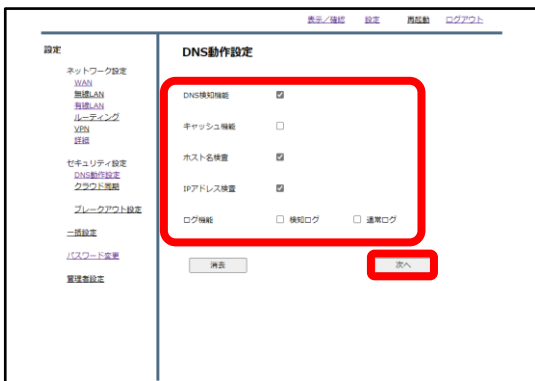 表示／確認 設定 再起動 ログアウト
設定
ネットワーク設定
WAN
無線LAN
有線LAN
ルーティング
VPN
詳細
セキュリティ設定
DNS動作設定
クラウド連携
ブレークアウト設定
一括設定
パスワード変更
管理者設定
DNS動作設定
DNS検知機能
キャッシュ機能
ホスト名検査
IPアドレス検査
ログ機能 検知ログ 通常ログ
消去 次へ